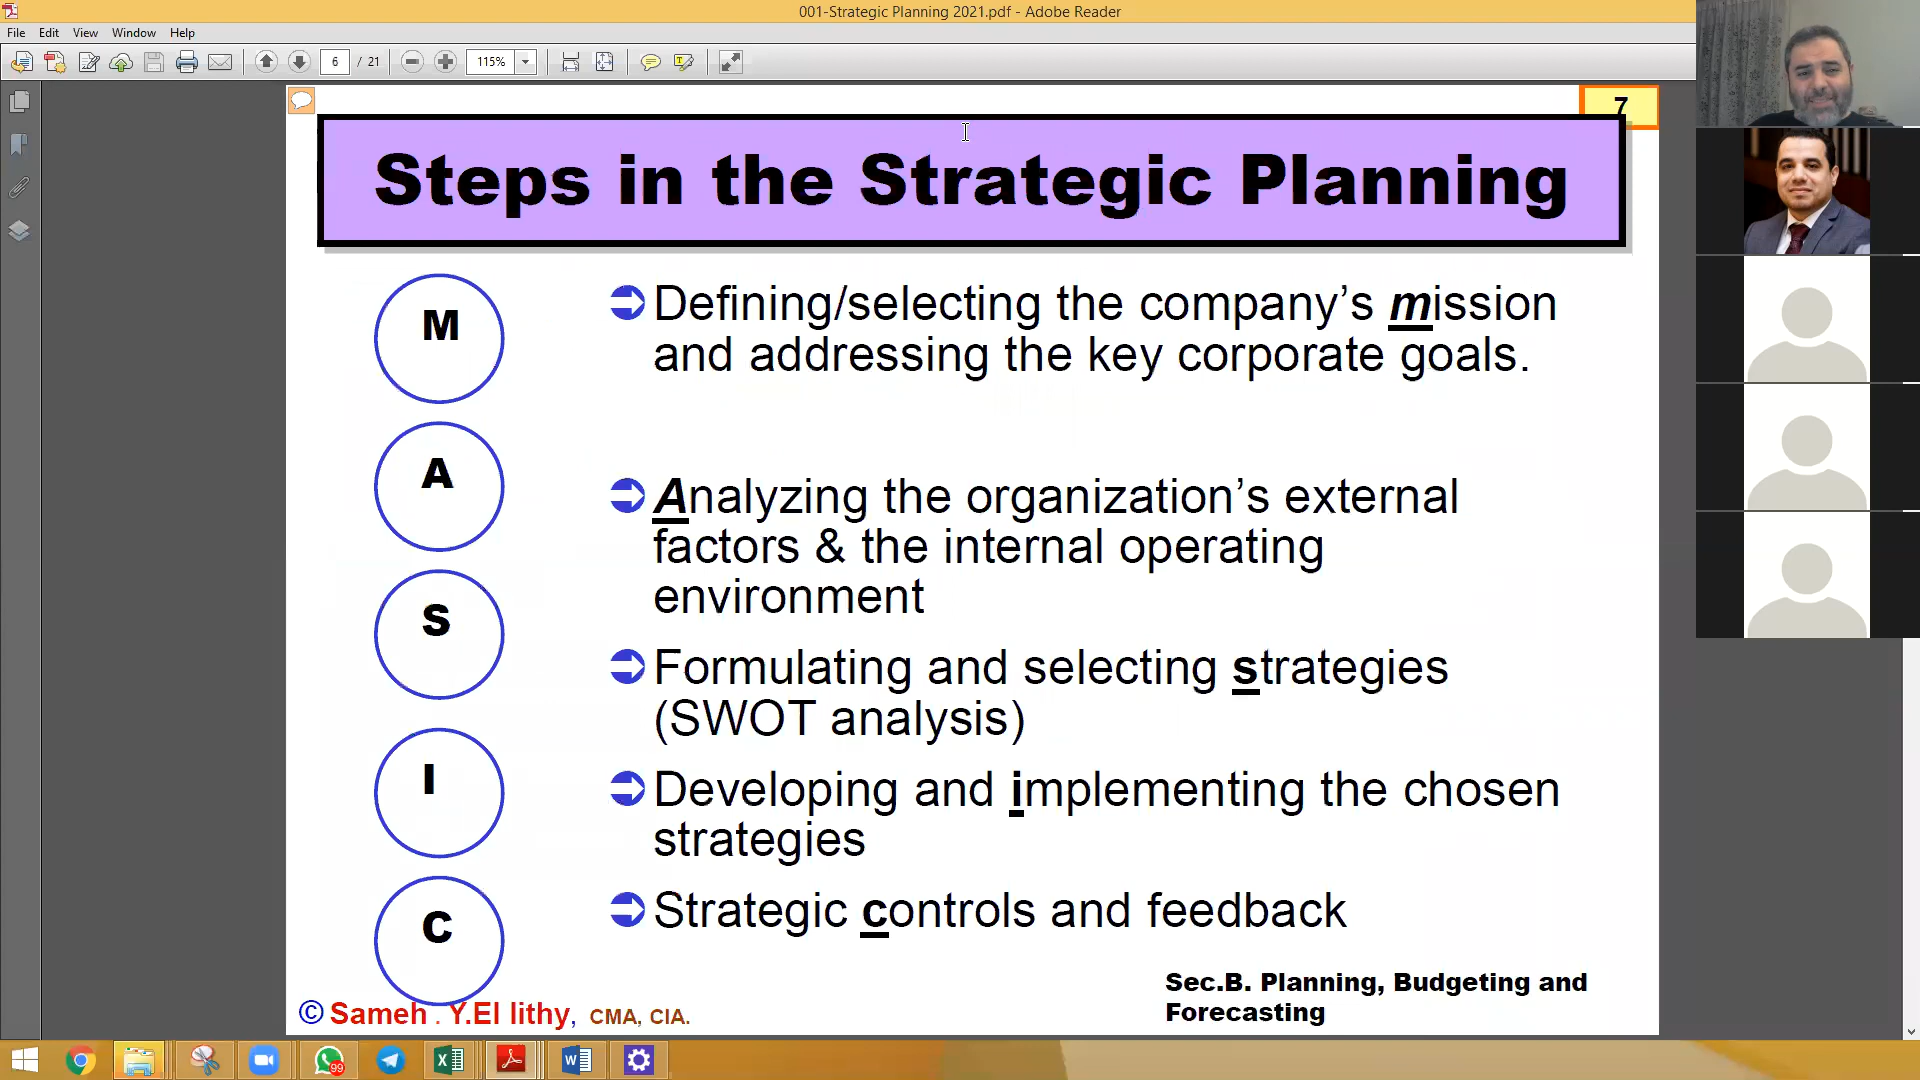 001-Strategic Planning 2021.pdf - Adobe Reader
File Edit View Window Help
6 / 21 115%
7
Steps in the Strategic Planning
M
Defining/selecting the company’s mission
and addressing the key corporate goals.
A
Analyzing the organization’s external
factors & the internal operating
environment
S
Formulating and selecting strategies
(SWOT analysis)
I
Developing and implementing the chosen
strategies
C
Strategic controls and feedback
Sec.B. Planning, Budgeting and
Forecasting
© Sameh . Y.El lithy, CMA, CIA.
99